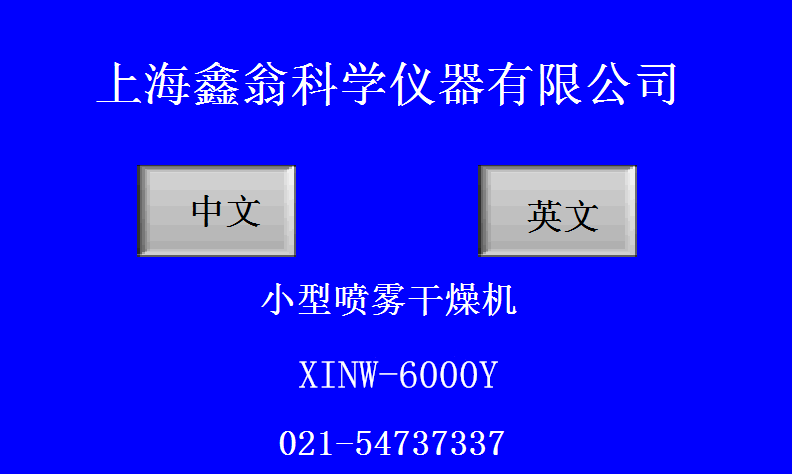 上海鑫翁科学仪器有限公司
中文 英文
小型喷雾干燥机
XINW-6000Y
021-54737337